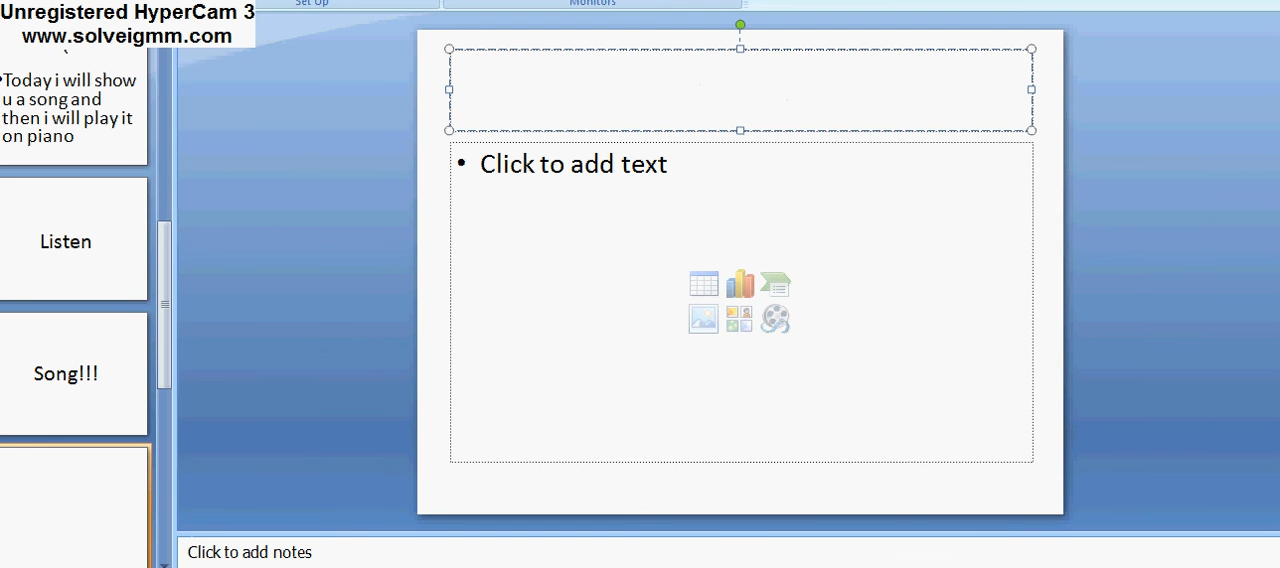 Unregistered HyperCam 3
www.solveigmm.com
Set Up
Monitors
•Today i will show
u a song and
then i will play it
on piano
Listen
Song!!!
• Click to add text
Click to add notes